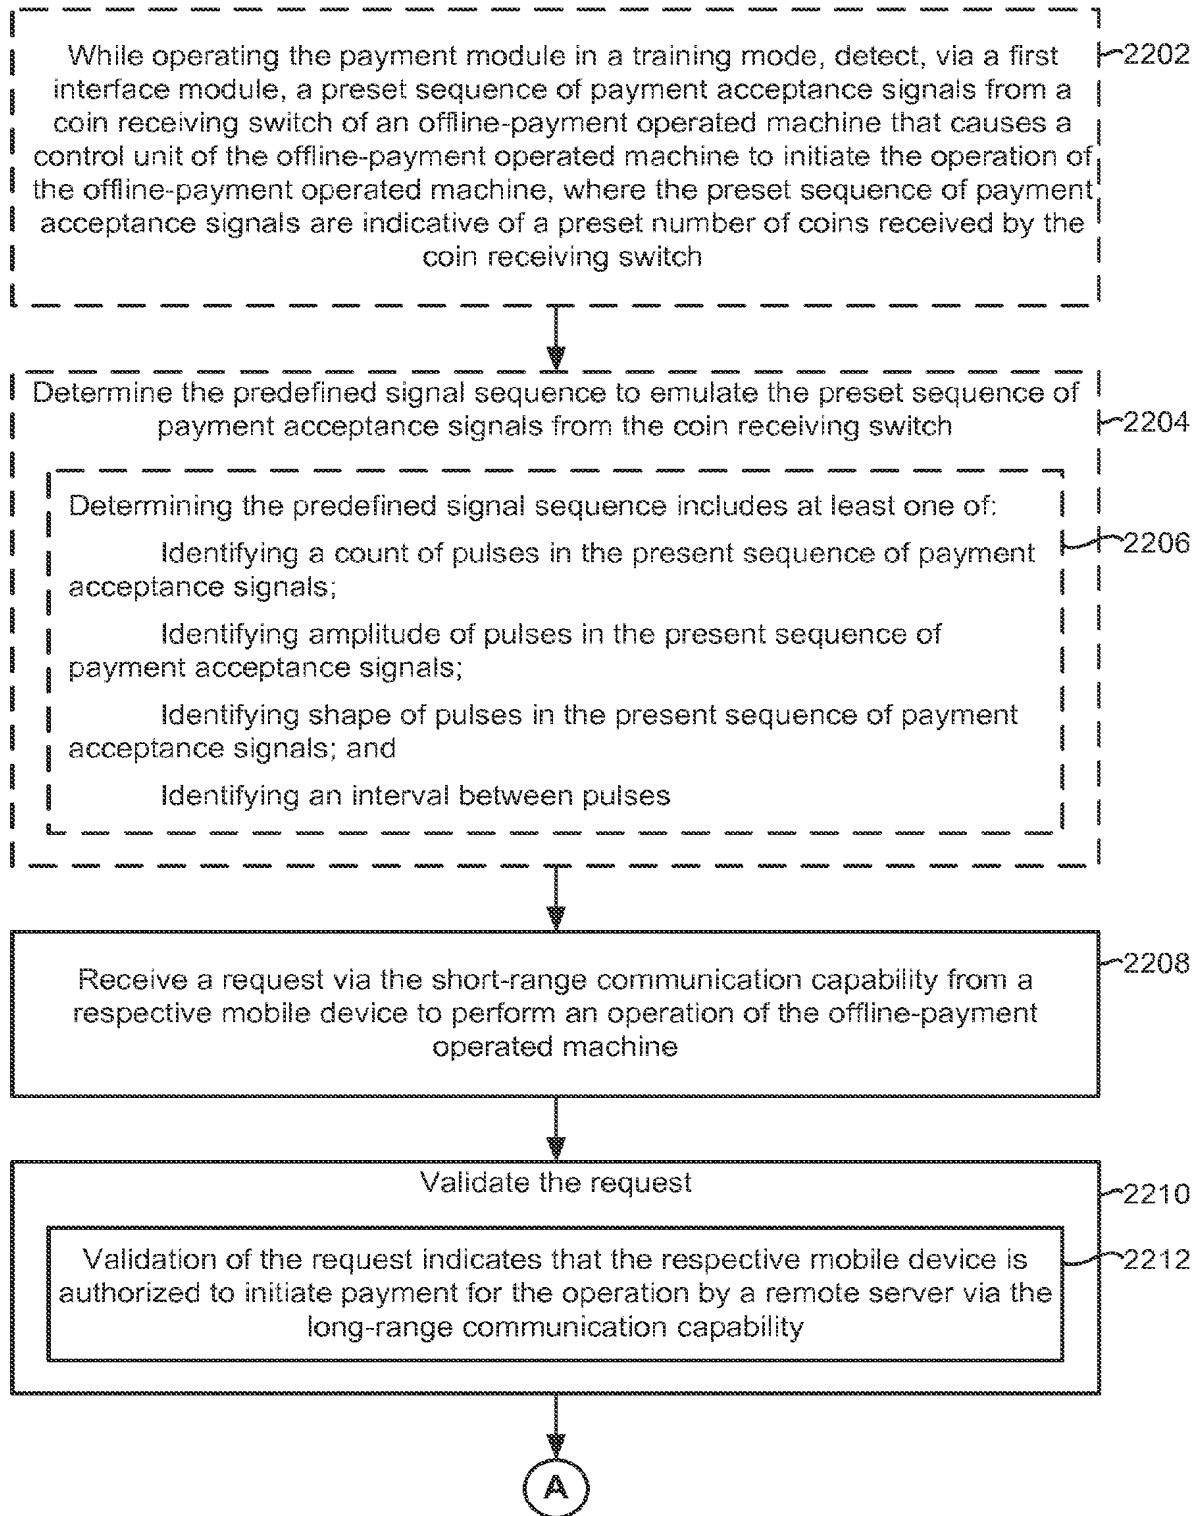 While operating the payment module in a training mode, detect, via a first
interface module, a preset sequence of payment acceptance signals from a
coin receiving switch of an offline-payment operated machine that causes a
control unit of the offline-payment operated machine to initiate the operation of
the offline-payment operated machine, where the preset sequence of payment
acceptance signals are indicative of a preset number of coins received by the
coin receiving switch
2202
Determine the predefined signal sequence to emulate the preset sequence of
payment acceptance signals from the coin receiving switch
2204
Determining the predefined signal sequence includes at least one of:
Identifying a count of pulses in the present sequence of payment
acceptance signals;
2206
Identifying amplitude of pulses in the present sequence of
payment acceptance signals;
Identifying shape of pulses in the present sequence of payment
acceptance signals; and
Identifying an interval between pulses
Receive a request via the short-range communication capability from a
respective mobile device to perform an operation of the offline-payment
operated machine
2208
Validate the request
2210
Validation of the request indicates that the respective mobile device is
authorized to initiate payment for the operation by a remote server via the
long-range communication capability
2212
A